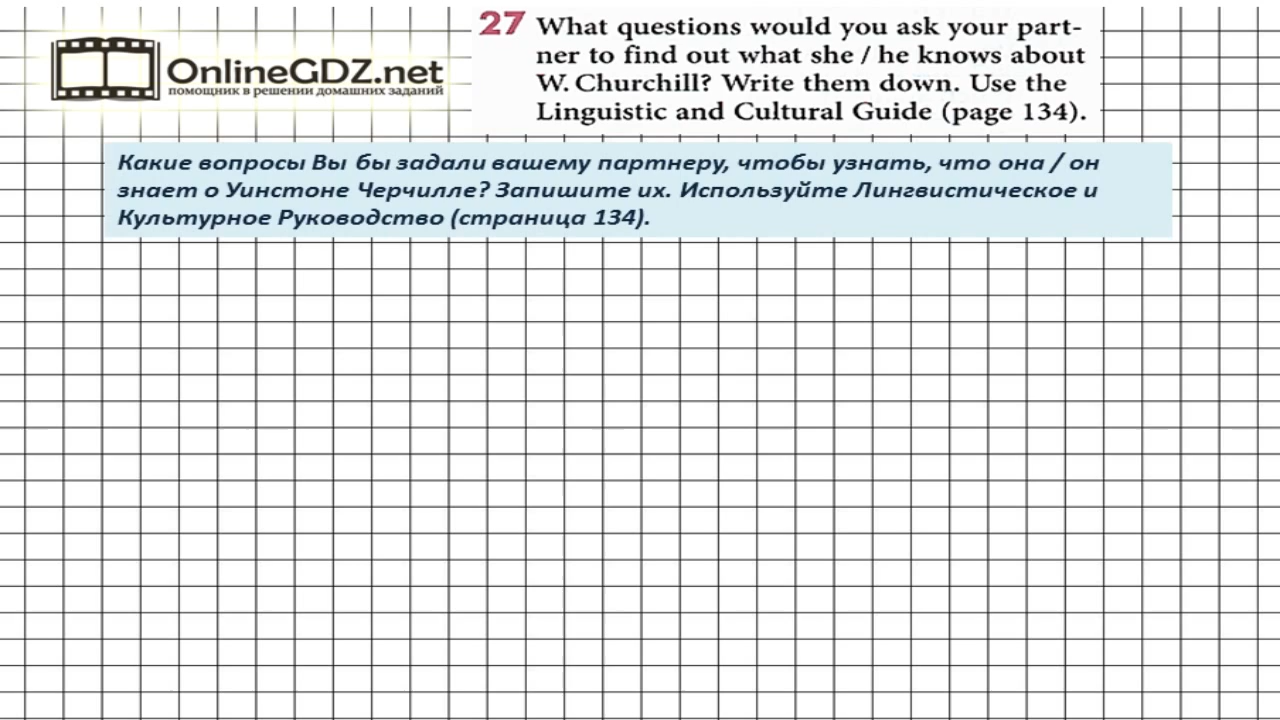 OnlineGDZ.net
помощник в решении домашних заданий
27 What questions would you ask your part-
ner to find out what she / he knows about
W. Churchill? Write them down. Use the
Linguistic and Cultural Guide (page 134).
Какие вопросы Вы бы задали вашему партнеру, чтобы узнать, что она / он
знает о Уинстоне Черчилле? Запишите их. Используйте Лингвистическое и
Культурное Руководство (страница 134).